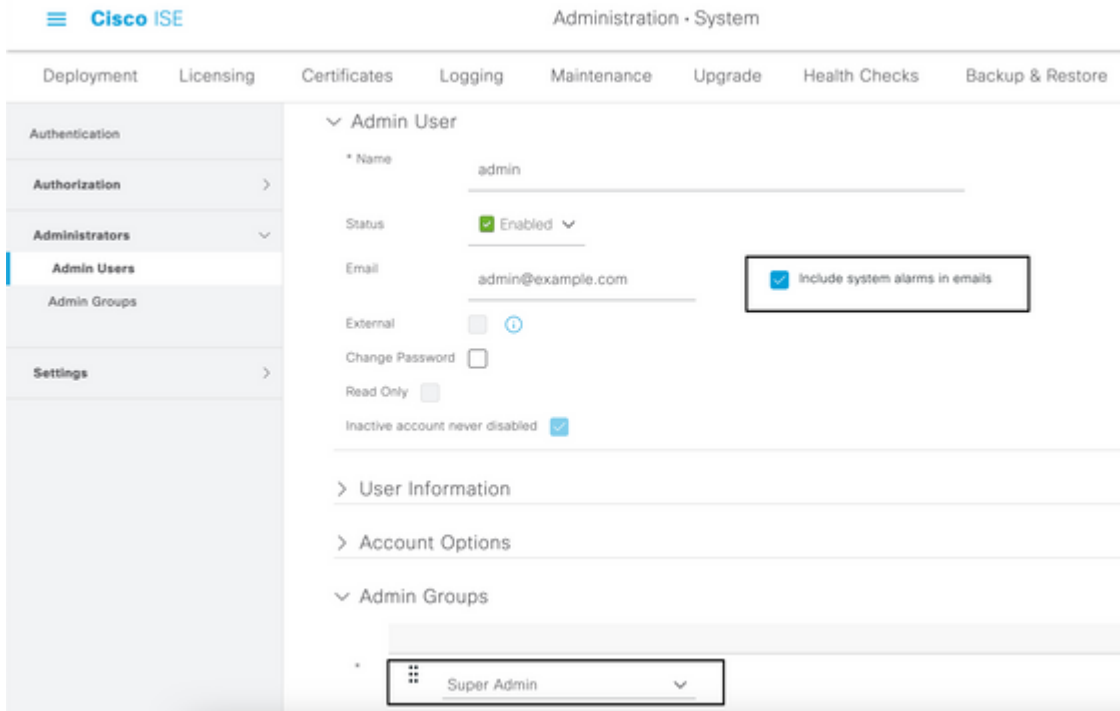 Cisco ISE
Administration · System
Deployment Licensing Certificates Logging Maintenance Upgrade Health Checks Backup & Restore
Authentication
Authorization
Administrators
Admin Users
Admin Groups
Settings
Admin User
* Name
admin
Status
Enabled
Email
admin@example.com
Include system alarms in emails
External
Change Password
Read Only
Inactive account never disabled
User Information
Account Options
Admin Groups
*
Super Admin